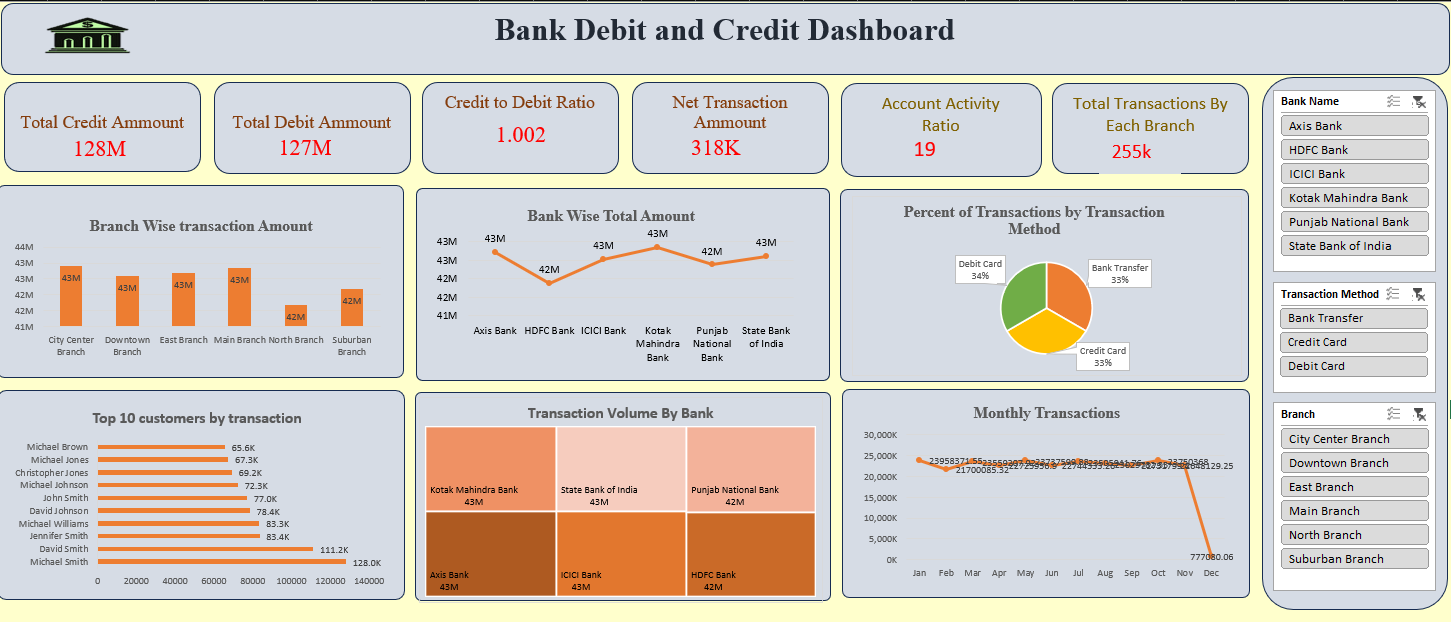 $
Bank Debit and Credit Dashboard
Total Credit Ammount
128M
Total Debit Ammount
127M
Credit to Debit Ratio
1.002
Net Transaction
Ammount
318K
Account Activity
Ratio
19
Total Transactions By
Each Branch
255k
Bank Name
Axis Bank
HDFC Bank
ICICI Bank
Kotak Mahindra Bank
Punjab National Bank
State Bank of India
Transaction Method
Bank Transfer
Credit Card
Debit Card
Branch
City Center Branch
Downtown Branch
East Branch
Main Branch
North Branch
Suburban Branch
Branch Wise transaction Amount
44M
43M
43M
42M
42M
41M
43M
43M
43M
43M
42M
42M
City Center
Branch
Downtown
Branch
East Branch
Main Branch
North Branch
Suburban
Branch
Bank Wise Total Amount
43M
43M
42M
42M
41M
43M
42M
43M
43M
42M
43M
Axis Bank
HDFC Bank
ICICI Bank
Kotak
Mahindra
Bank
Punjab
National
Bank
State Bank
of India
Percent of Transactions by Transaction
Method
Debit Card
34%
Bank Transfer
33%
Credit Card
33%
Top 10 customers by transaction
Michael Brown 65.6K
Michael Jones 67.3K
Christopher Jones 69.2K
Michael Johnson 72.3K
John Smith 77.0K
David Johnson 78.4K
Michael Williams 83.3K
Jennifer Smith 83.4K
David Smith 111.2K
Michael Smith 128.0K
0 20000 40000 60000 80000 100000 120000 140000
Transaction Volume By Bank
Kotak Mahindra Bank
43M
State Bank of India
43M
Punjab National Bank
42M
Axis Bank
43M
ICICI Bank
43M
HDFC Bank
42M
Monthly Transactions
30,000K
25,000K
20,000K
15,000K
10,000K
5,000K
0K
23958371.55
21700085.32
777080.06
Jan Feb Mar Apr May Jun Jul Aug Sep Oct Nov Dec